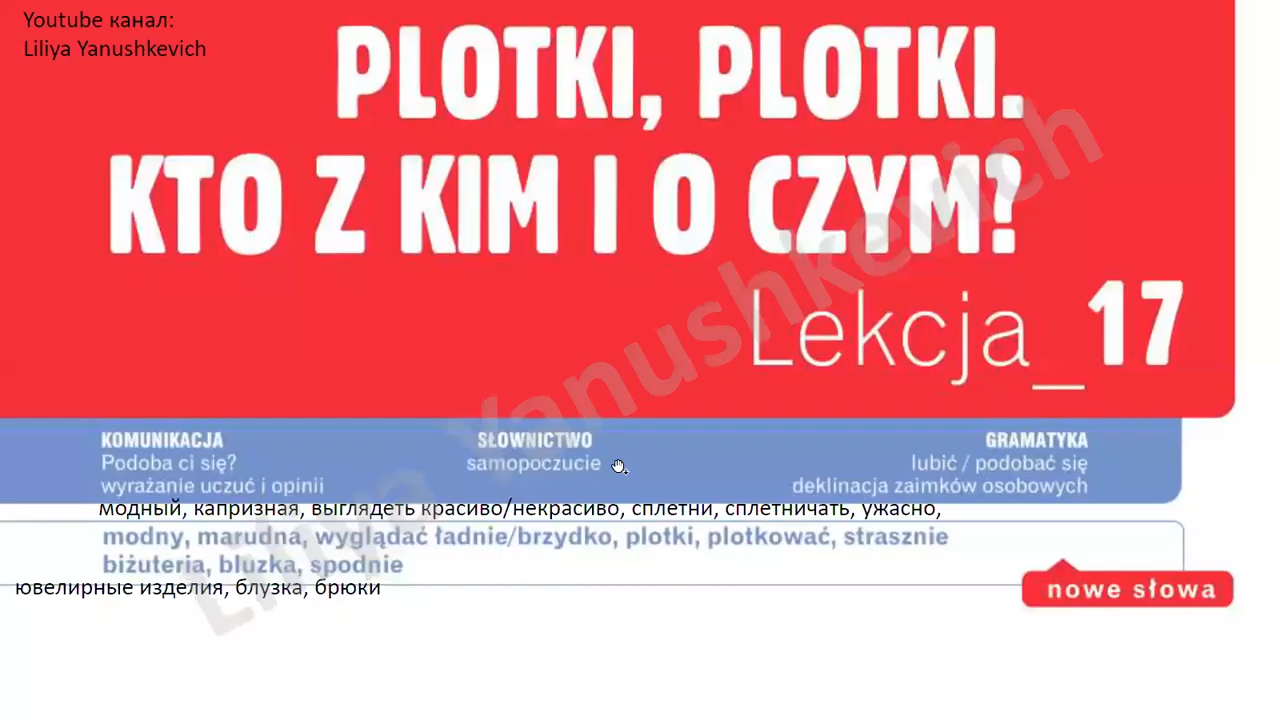 Youtube канал:
Liliya Yanushkevich
PLOTKI, PLOTKI.
KTO Z KIM I O CZYM?
Lekcja_17
KOMUNIKACJA
Podoba ci się?
wyrażanie uczuć i opinii
SŁOWNICTWO
samopoczucie
GRAMATYKA
lubić / podobać się
deklinacja zaimków osobowych
модный, капризная, выглядеть красиво/некрасиво, сплетни, сплетничать, ужасно,
modny, marudna, wyglądać ładnie/brzydko, plotki, plotkować, strasznie
biżuteria, bluzka, spodnie
ювелирные изделия, блузка, брюки
nowe słowa
Liliya Yanushkevich